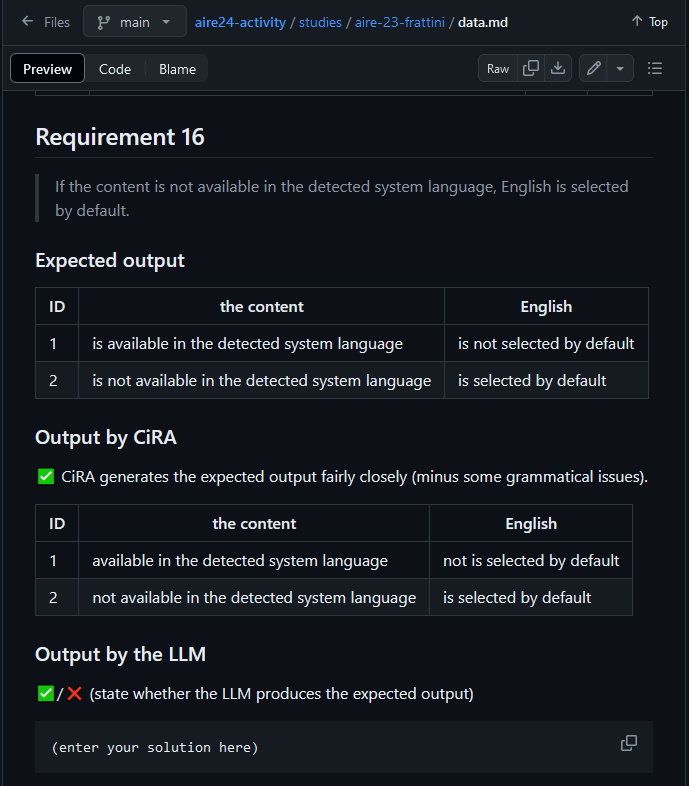 Files main aire24-activity / studies / aire-23-frattini / data.md Top
Preview Code Blame Raw
Requirement 16
If the content is not available in the detected system language, English is selected
by default.
Expected output
ID the content English
1 is available in the detected system language is not selected by default
2 is not available in the detected system language is selected by default
Output by CiRA
✅ CiRA generates the expected output fairly closely (minus some grammatical issues).
ID the content English
1 available in the detected system language not is selected by default
2 not available in the detected system language is selected by default
Output by the LLM
✅/❌ (state whether the LLM produces the expected output)
(enter your solution here)